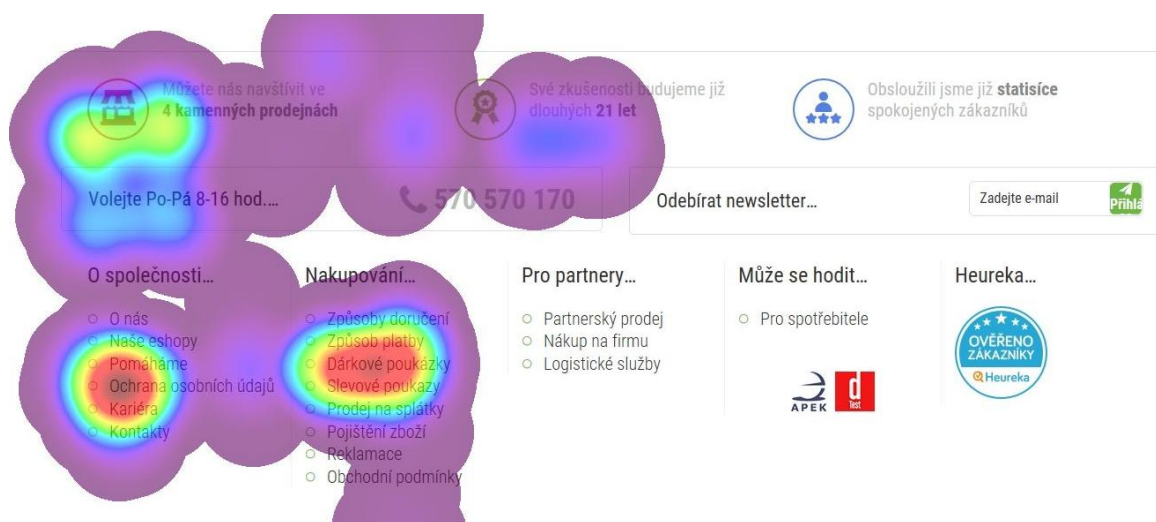 Můžete nás navštívit ve
4 kamenných prodejnách
Své zkušenosti budujeme již
dlouhých 21 let
Obsloužili jsme již statisíce
spokojených zákazníků
Volejte Po-Pá 8-16 hod....
570 570 170
Odebírat newsletter...
Zadejte e-mail
Přihlá
O společnosti...
O nás
Naše eshopy
Pomáháme
Ochrana osobních údajů
Kariéra
Kontakty
Nakupování...
Způsoby doručení
Způsob platby
Dárkové poukázky
Slevové poukazy
Prodej na splátky
Pojištění zboží
Reklamace
Obchodní podmínky
Pro partnery...
Partnerský prodej
Nákup na firmu
Logistické služby
Může se hodit...
Pro spotřebitele
APEK
d
Test
Heureka...
OVĚŘENO
ZÁKAZNÍKY
Heureka